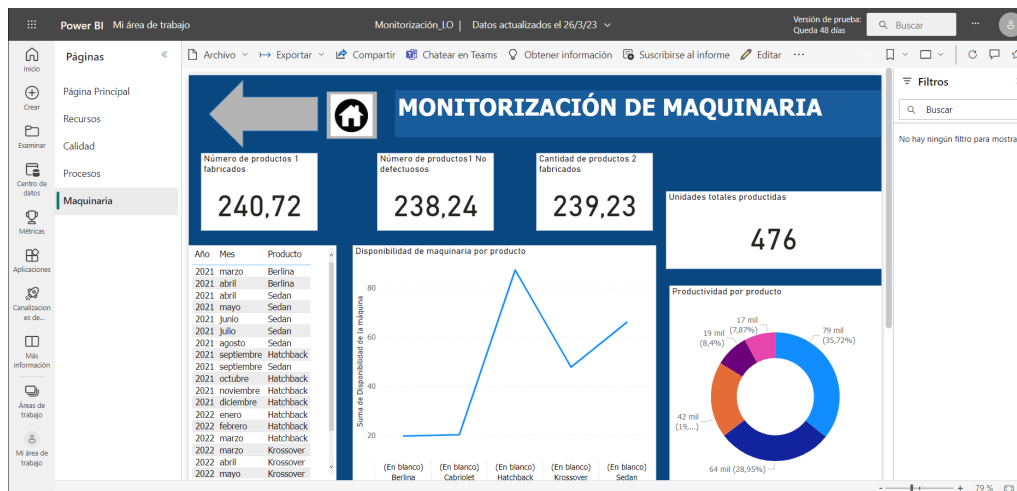 Power BI Mi área de trabajo
Monitorización_LO | Datos actualizados el 26/3/23
Versión de prueba:
Queda 48 días
Buscar
Inicio
Crear
Examinar
Centro de
datos
Métricas
Aplicaciones
Canalizacion
es de...
Más
información
Áreas de
trabajo
Mi área de
trabajo
Páginas
Página Principal
Recursos
Calidad
Procesos
Maquinaria
Archivo Exportar Compartir Chatear en Teams Obtener información Suscribirse al informe Editar
MONITORIZACIÓN DE MAQUINARIA
Número de productos 1
fabricados
240,72
Número de productos1 No
defectuosos
238,24
Cantidad de productos 2
fabricados
239,23
Unidades totales productidas
476
Año Mes Producto
2021 marzo Berlina
2021 abril Berlina
2021 abril Sedan
2021 mayo Sedan
2021 junio Sedan
2021 julio Sedan
2021 agosto Sedan
2021 septiembre Hatchback
2021 septiembre Sedan
2021 octubre Hatchback
2021 noviembre Hatchback
2021 diciembre Hatchback
2022 enero Hatchback
2022 febrero Hatchback
2022 marzo Hatchback
2022 marzo Krossover
2022 abril Krossover
2022 mayo Krossover
Disponibilidad de maquinaria por producto
Suma de Disponibilidad de la máquina
80
60
40
20
(En blanco) (En blanco) (En blanco) (En blanco) (En blanco)
Berlina Cabriolet Hatchback Krossover Sedan
Productividad por producto
17 mil
(7,87%)
19 mil
(8,4%)
79 mil
(35,72%)
42 mil
(19,...)
64 mil (28,95%)
Filtros
Buscar
No hay ningún filtro para mostra
79 %